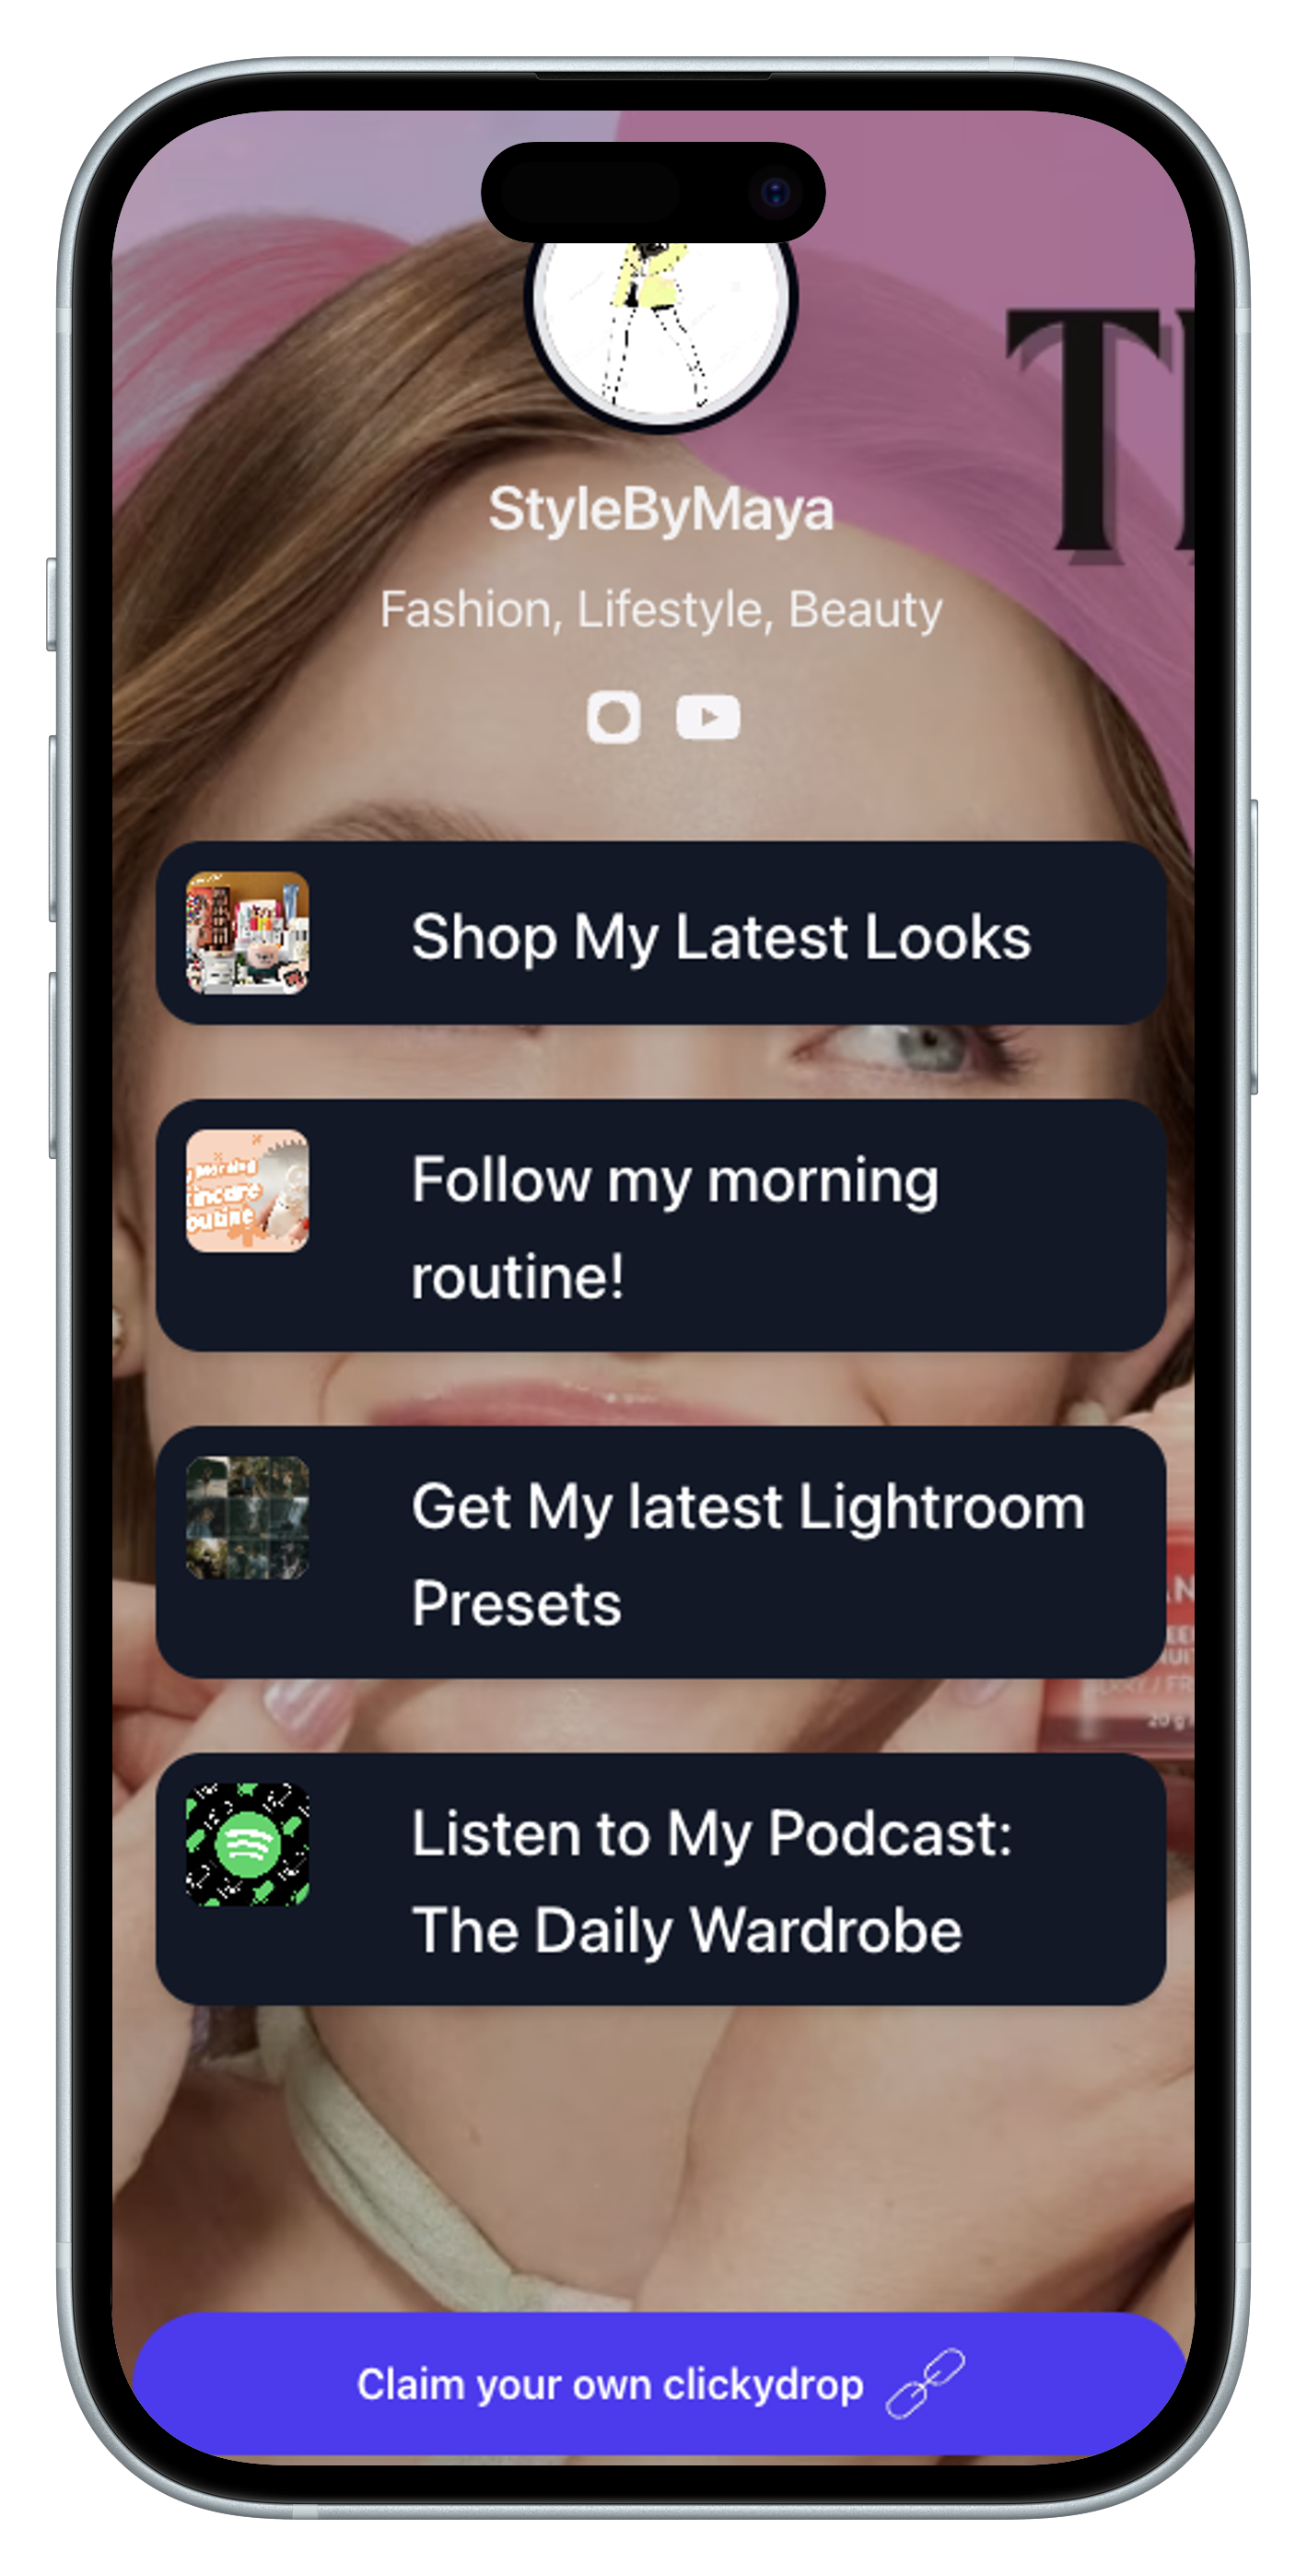 T
StyleByMaya
Fashion, Lifestyle, Beauty
Shop My Latest Looks
Follow my morning
routine!
Get My latest Lightroom
Presets
Listen to My Podcast:
The Daily Wardrobe
20 g
Claim your own clickydrop